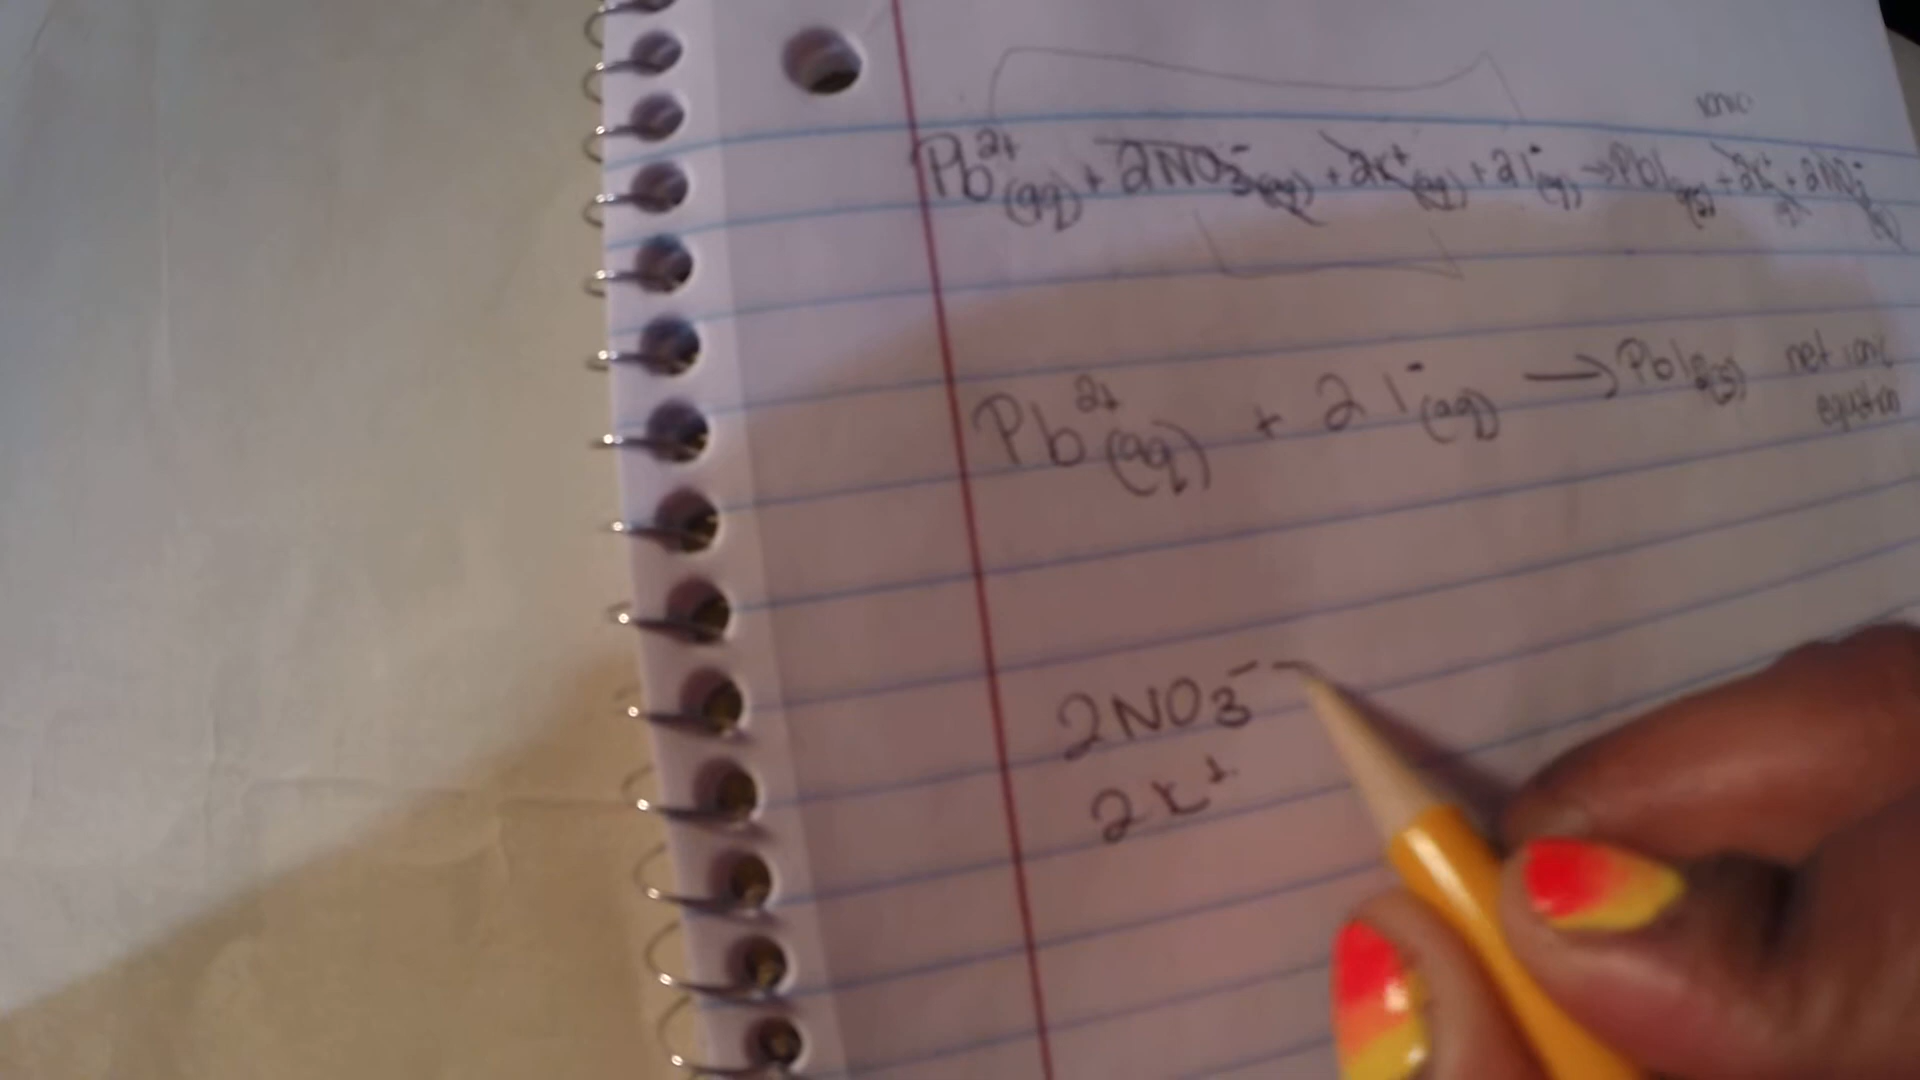 ionic
Pb²⁺(aq) + 2NO₃⁻(aq) + 2K⁺(aq) + 2I⁻(aq) → PbI₂(s) + 2K⁺ + 2NO₃⁻
Pb²⁺(aq) + 2I⁻(aq) → PbI₂(s) net ionic
equation
2NO₃⁻
2K⁺